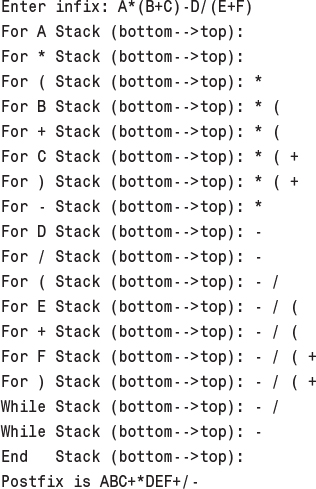 Enter infix: A*(B+C)-D/(E+F)
For A Stack (bottom-->top):
For * Stack (bottom-->top):
For ( Stack (bottom-->top): *
For B Stack (bottom-->top): * (
For + Stack (bottom-->top): * (
For C Stack (bottom-->top): * ( +
For ) Stack (bottom-->top): * ( +
For - Stack (bottom-->top): *
For D Stack (bottom-->top): -
For / Stack (bottom-->top): -
For ( Stack (bottom-->top): - /
For E Stack (bottom-->top): - / (
For + Stack (bottom-->top): - / (
For F Stack (bottom-->top): - / ( +
For ) Stack (bottom-->top): - / ( +
While Stack (bottom-->top): - /
While Stack (bottom-->top): -
End   Stack (bottom-->top):
Postfix is ABC+*DEF+/-